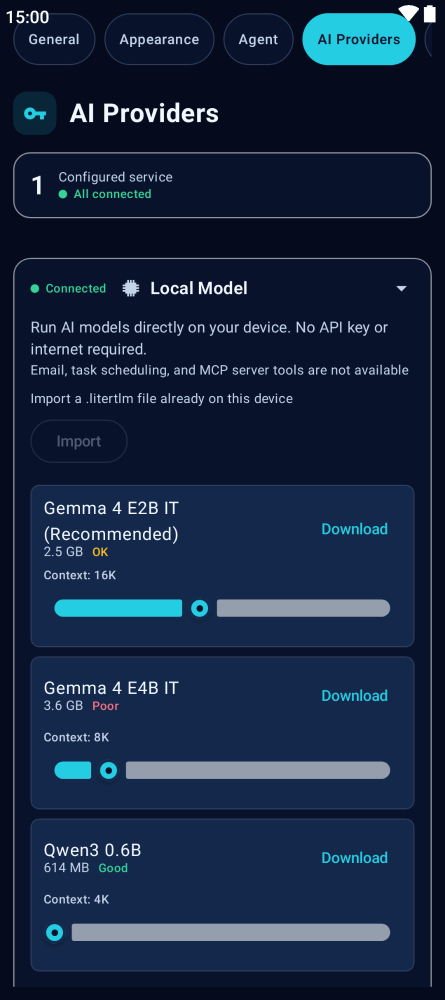 15:00
General
Appearance
Agent
AI Providers
AI Providers
1
Configured service
All connected
Connected
Local Model
Run AI models directly on your device. No API key or
internet required.
Email, task scheduling, and MCP server tools are not available
Import a .litertlm file already on this device
Import
Gemma 4 E2B IT
(Recommended)
2.5 GB OK
Download
Context: 16K
Gemma 4 E4B IT
3.6 GB Poor
Download
Context: 8K
Qwen3 0.6B
614 MB Good
Download
Context: 4K